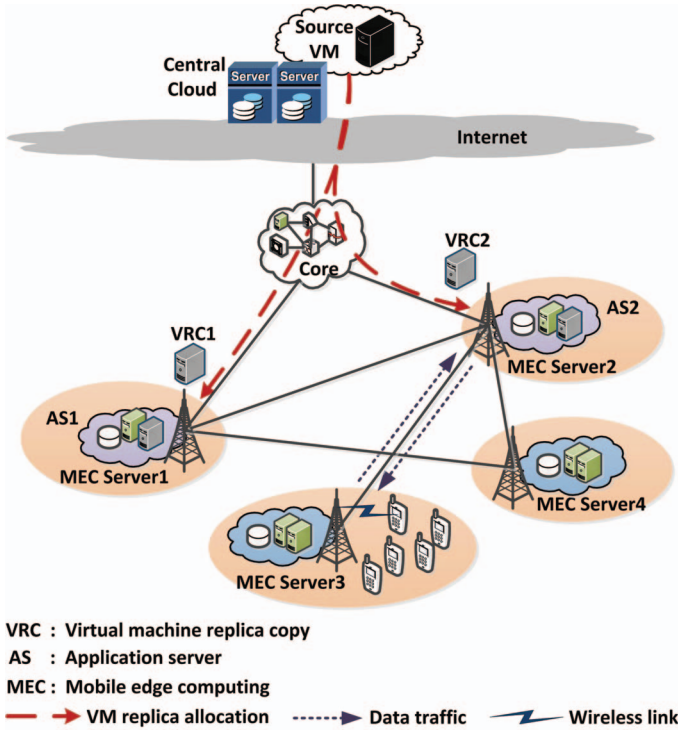 Source
VM
Central
Cloud
Server Server
Internet
Core
VRC2
VRC1
AS2
MEC Server2
AS1
MEC Server1
MEC Server4
MEC Server3
VRC : Virtual machine replica copy
AS : Application server
MEC : Mobile edge computing
VM replica allocation Data traffic Wireless link